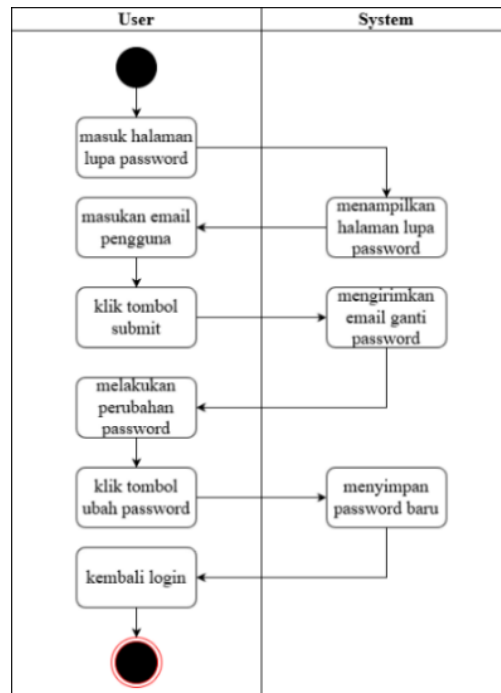 User
System
masuk halaman
lupa password
menampilkan
halaman lupa
password
masukan email
pengguna
klik tombol
submit
mengirimkan
email ganti
password
melakukan
perubahan
password
klik tombol
ubah password
menyimpan
password baru
kembali login